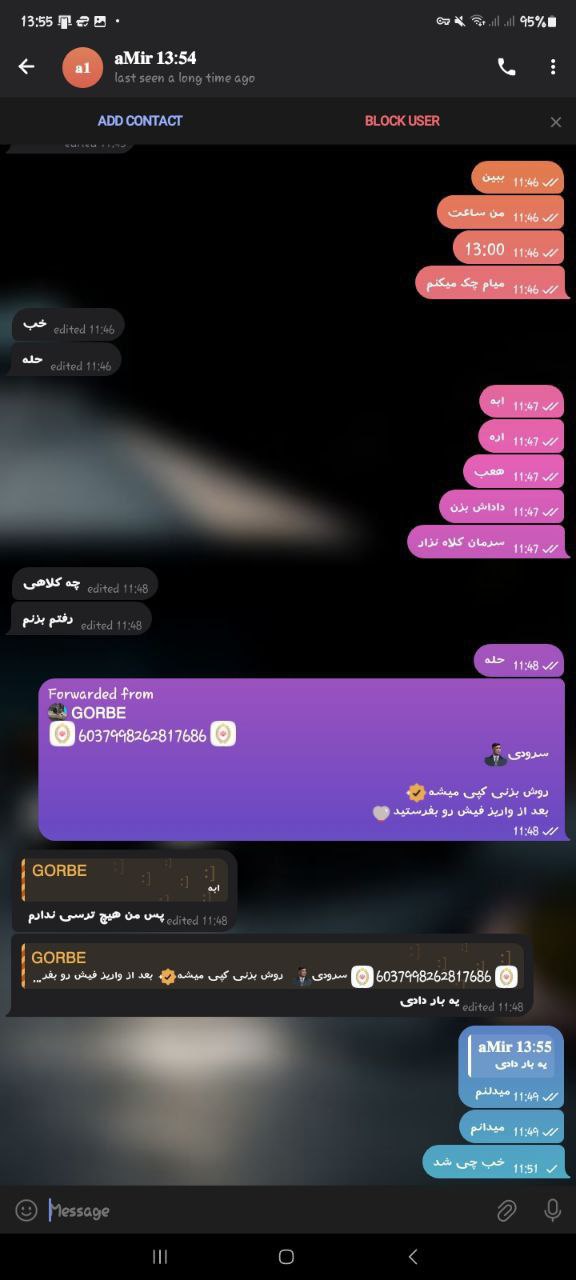 13:55
95%
a1
aMir 13:54
last seen a long time ago
ADD CONTACT
BLOCK USER
ببین 11:46
من ساعت 11:46
13:00 11:46
میام چک میکنم 11:46
خب edited 11:46
حله edited 11:46
ابه 11:47
اره 11:47
هعب 11:47
داداش بزن 11:47
سرمان کلاه نزار 11:47
چه کلاهی edited 11:48
رفتم بزنم edited 11:48
حله 11:48
Forwarded from
GORBE
6037998262817686
سرودی
روش بزنی کپی میشه
بعد از واریز فیش رو بفرستید
11:48
GORBE
ابه
پس من هیچ ترسی ندارم edited 11:48
GORBE
6037998262817686 سرودی روش بزنی کپی میشه بعد از واریز فیش رو بفر...
یه بار دادی edited 11:48
aMir 13:55
یه بار دادی
میدلنم 11:49
میدانم 11:49
خب چی شد 11:51
Message